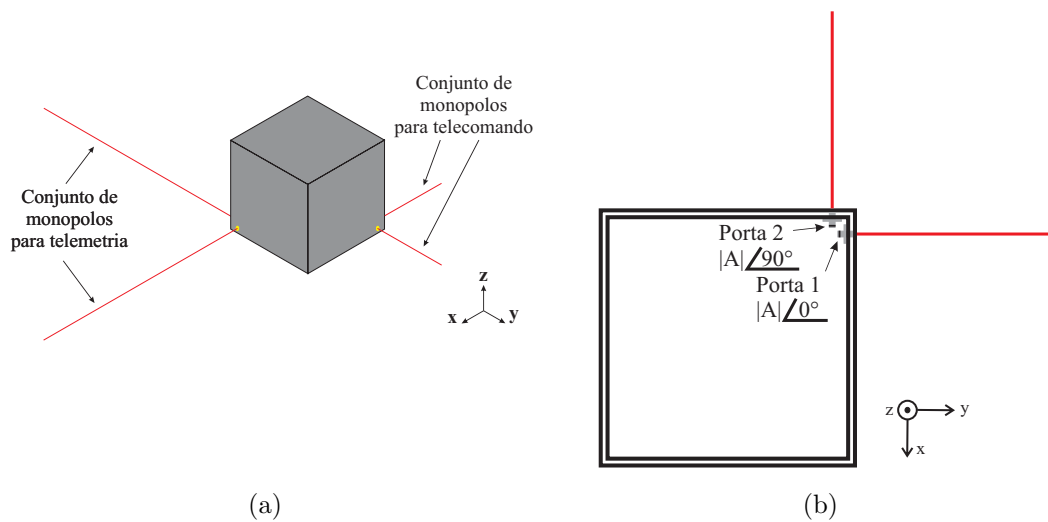 Conjunto de
monopolos
para telecomando
Conjunto de
monopolos
para telemetria
z
x
y
Porta 2
|A|∠90°
Porta 1
|A|∠0°
z
y
x
(a)
(b)